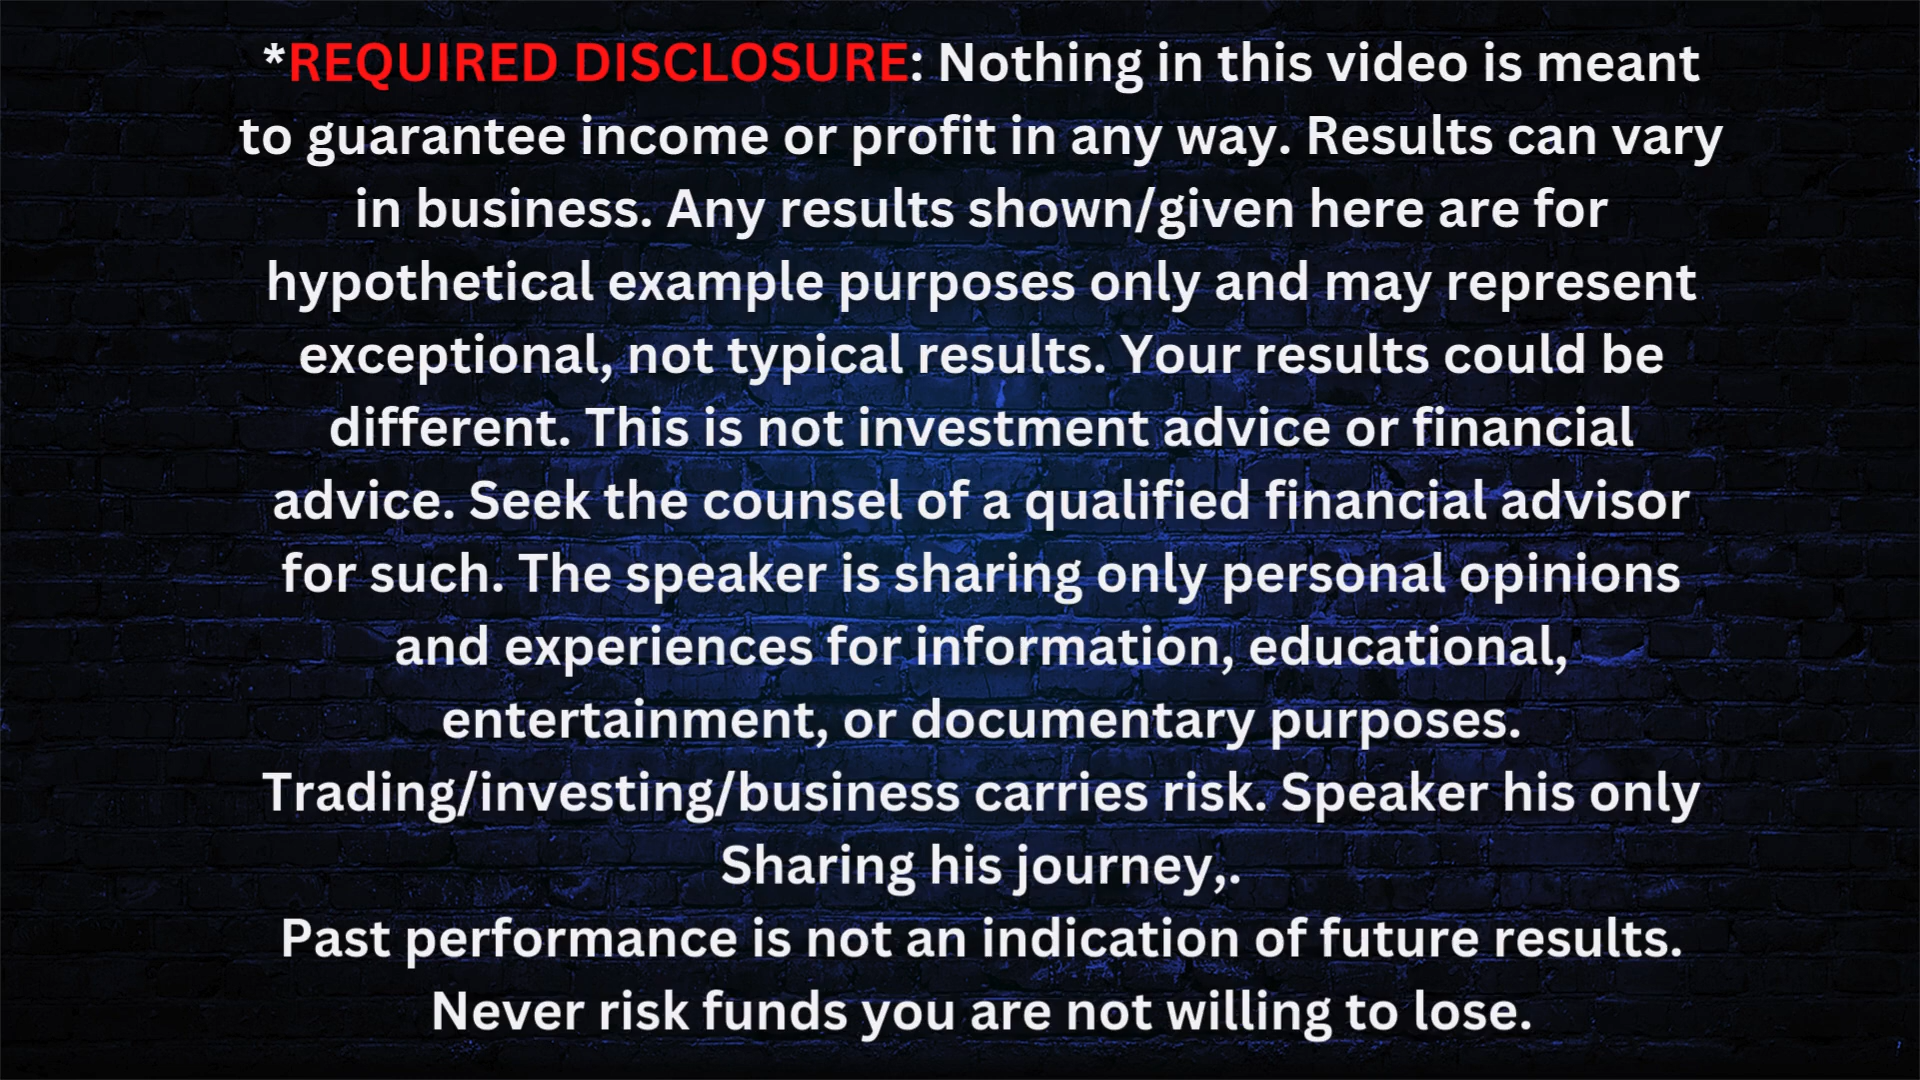 *REQUIRED DISCLOSURE: Nothing in this video is meant
to guarantee income or profit in any way. Results can vary
in business. Any results shown/given here are for
hypothetical example purposes only and may represent
exceptional, not typical results. Your results could be
different. This is not investment advice or financial
advice. Seek the counsel of a qualified financial advisor
for such. The speaker is sharing only personal opinions
and experiences for information, educational,
entertainment, or documentary purposes.
Trading/investing/business carries risk. Speaker his only
Sharing his journey,.
Past performance is not an indication of future results.
Never risk funds you are not willing to lose.